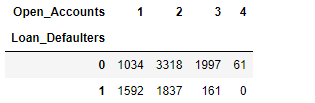 Open_Accounts 1 2 3 4
Loan_Defaulters
0 1034 3318 1997 61
1 1592 1837 161 0